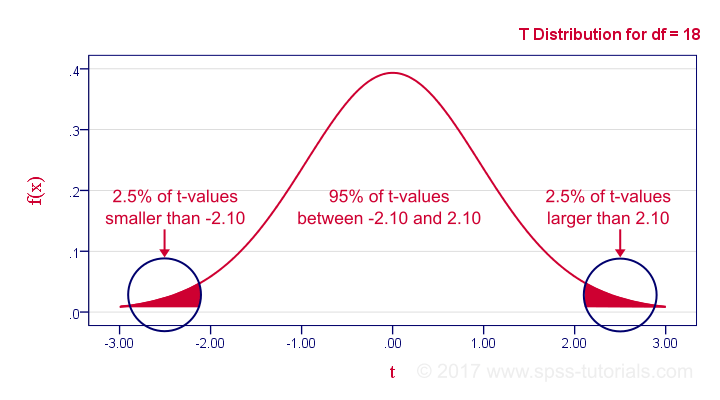 T Distribution for df = 18
.4
.3
.2
.1
.0
f(x)
2.5% of t-values
smaller than -2.10
95% of t-values
between -2.10 and 2.10
2.5% of t-values
larger than 2.10
-3.00 -2.00 -1.00 .00 1.00 2.00 3.00
t
© 2017 www.spss-tutorials.com